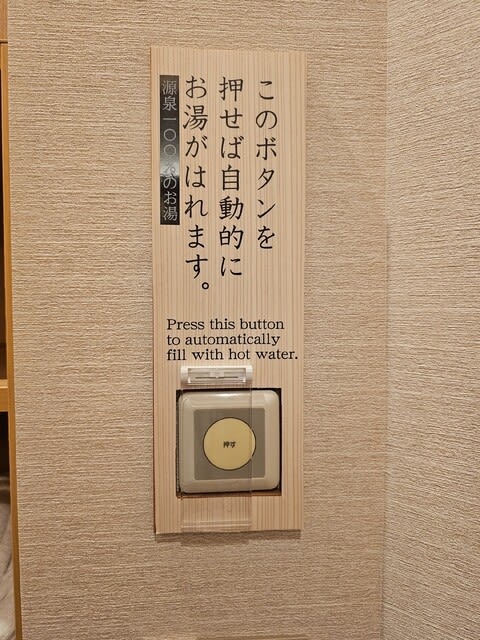 このボタンを
押せば自動的に
お湯がはれます。
源泉一〇〇%のお湯
Press this button
to automatically
fill with hot water.
押す